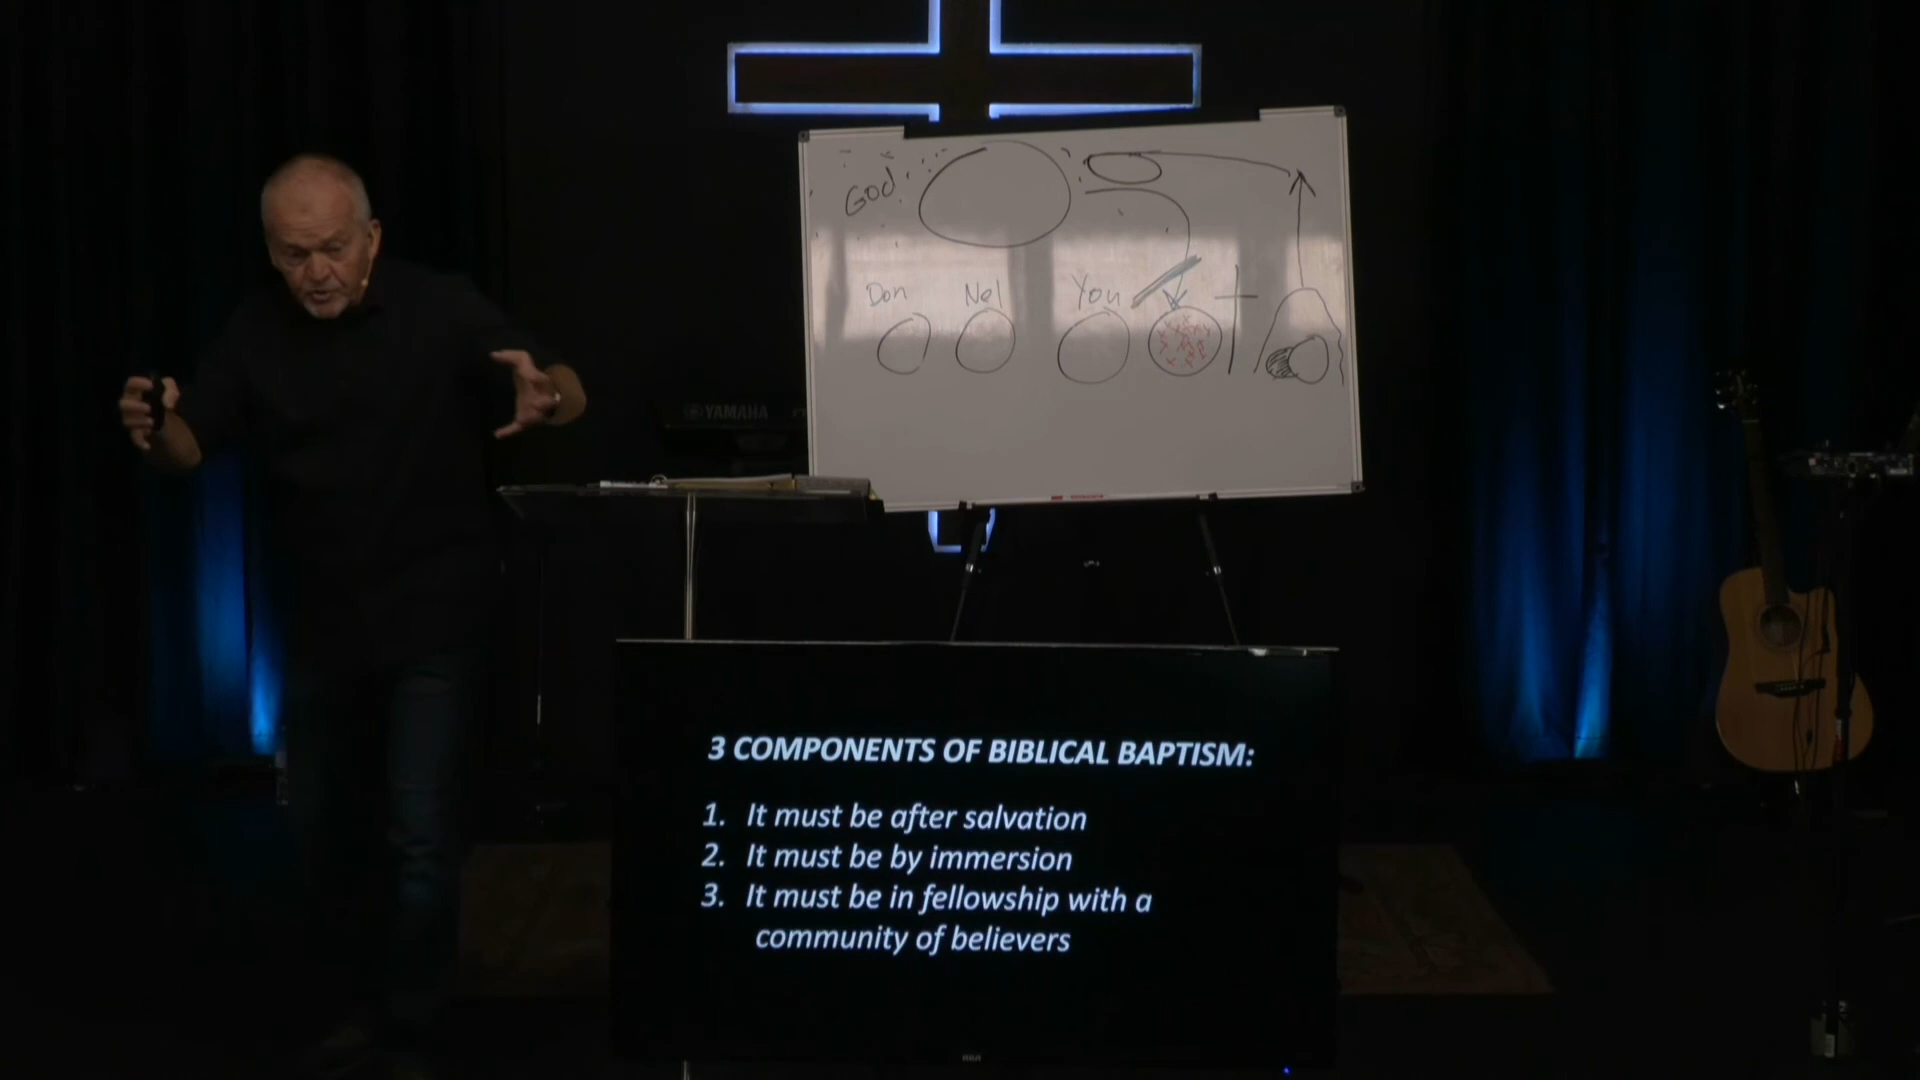 God
Don Nel You
YAMAHA
3 COMPONENTS OF BIBLICAL BAPTISM:
1. It must be after salvation
2. It must be by immersion
3. It must be in fellowship with a
community of believers
RCA